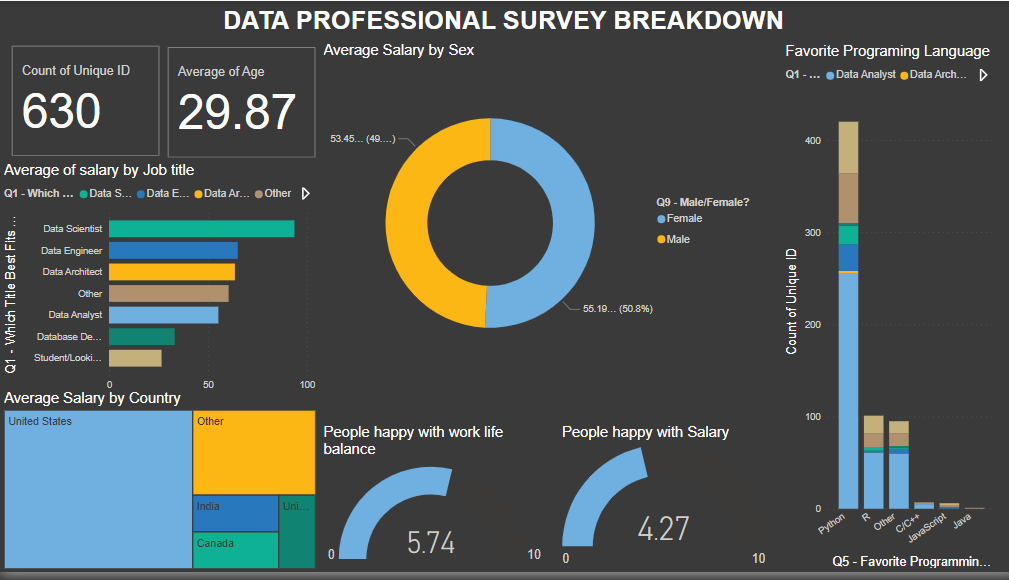 DATA PROFESSIONAL SURVEY BREAKDOWN
Count of Unique ID
630
Average of Age
29.87
Average Salary by Sex
53.45... (49....)
55.19... (50.8%)
Q9 - Male/Female?
Female
Male
Favorite Programing Language
Q1 - ... Data Analyst Data Arch...
Count of Unique ID
400
300
200
100
0
Python
R
Other
C/C++
JavaScript
Java
Q5 - Favorite Programmin...
Average of salary by Job title
Q1 - Which ... Data S... Data E... Data Ar... Other
Q1 - Which Title Best Fits ...
Data Scientist
Data Engineer
Data Architect
Other
Data Analyst
Database De...
Student/Looki...
0 50 100
Average Salary by Country
United States
Other
India
Uni...
Canada
People happy with work life
balance
5.74
0 10
People happy with Salary
4.27
0 10